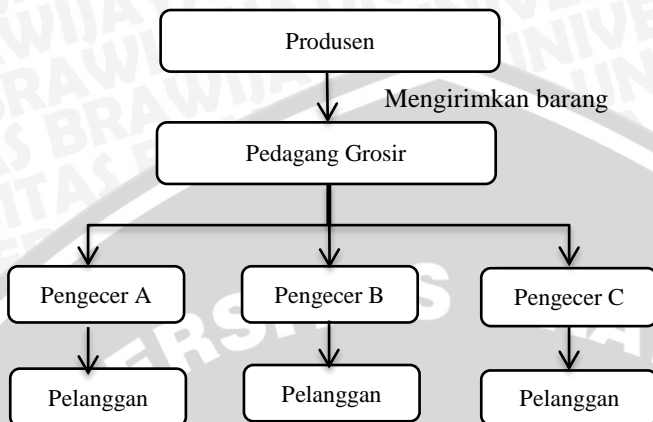 Produsen
Mengirimkan barang
Pedagang Grosir
Pengecer A
Pengecer B
Pengecer C
Pelanggan
Pelanggan
Pelanggan